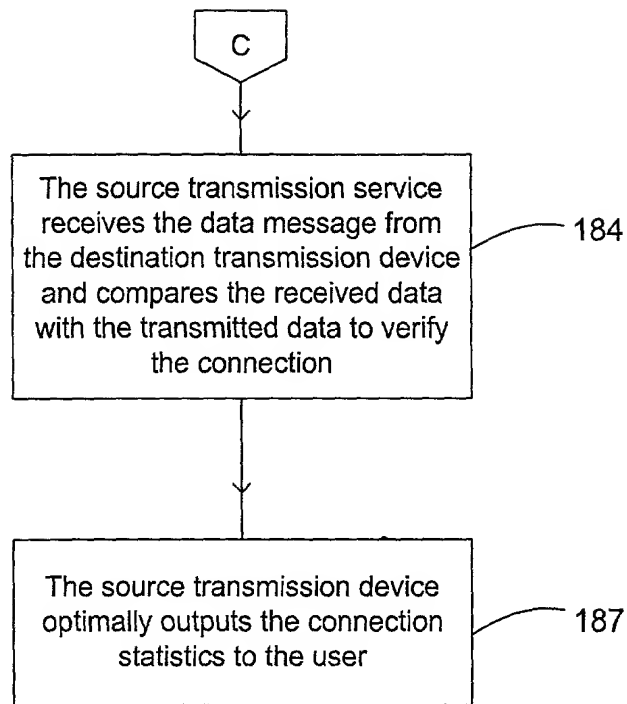 C
The source transmission service
receives the data message from
the destination transmission device
and compares the received data
with the transmitted data to verify
the connection
184
The source transmission device
optimally outputs the connection
statistics to the user
187